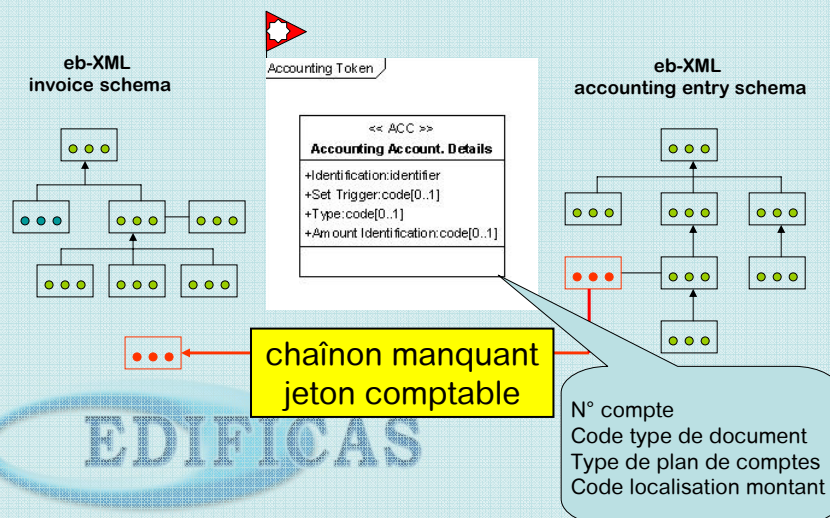 eb-XML
invoice schema
Accounting Token
eb-XML
accounting entry schema
<< ACC >>
Accounting Account. Details
+Identification:identifier
+Set Trigger:code[0..1]
+Type:code[0..1]
+Amount Identification:code[0..1]
chaînon manquant
jeton comptable
N° compte
Code type de document
Type de plan de comptes
Code localisation montant
EDIFICAS